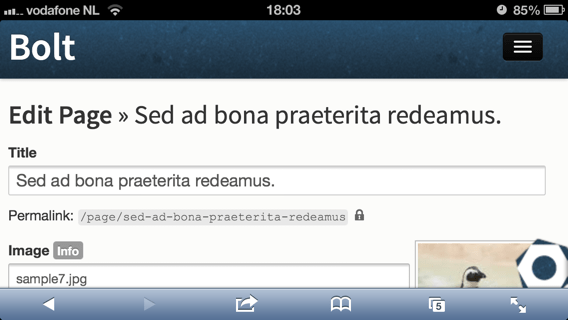 vodafone NL 18:03 85%
Bolt
Edit Page » Sed ad bona praeterita redeamus.
Title
Sed ad bona praeterita redeamus.
Permalink: /page/sed-ad-bona-praeterita-redeamus
Image Info
sample7.jpg
5